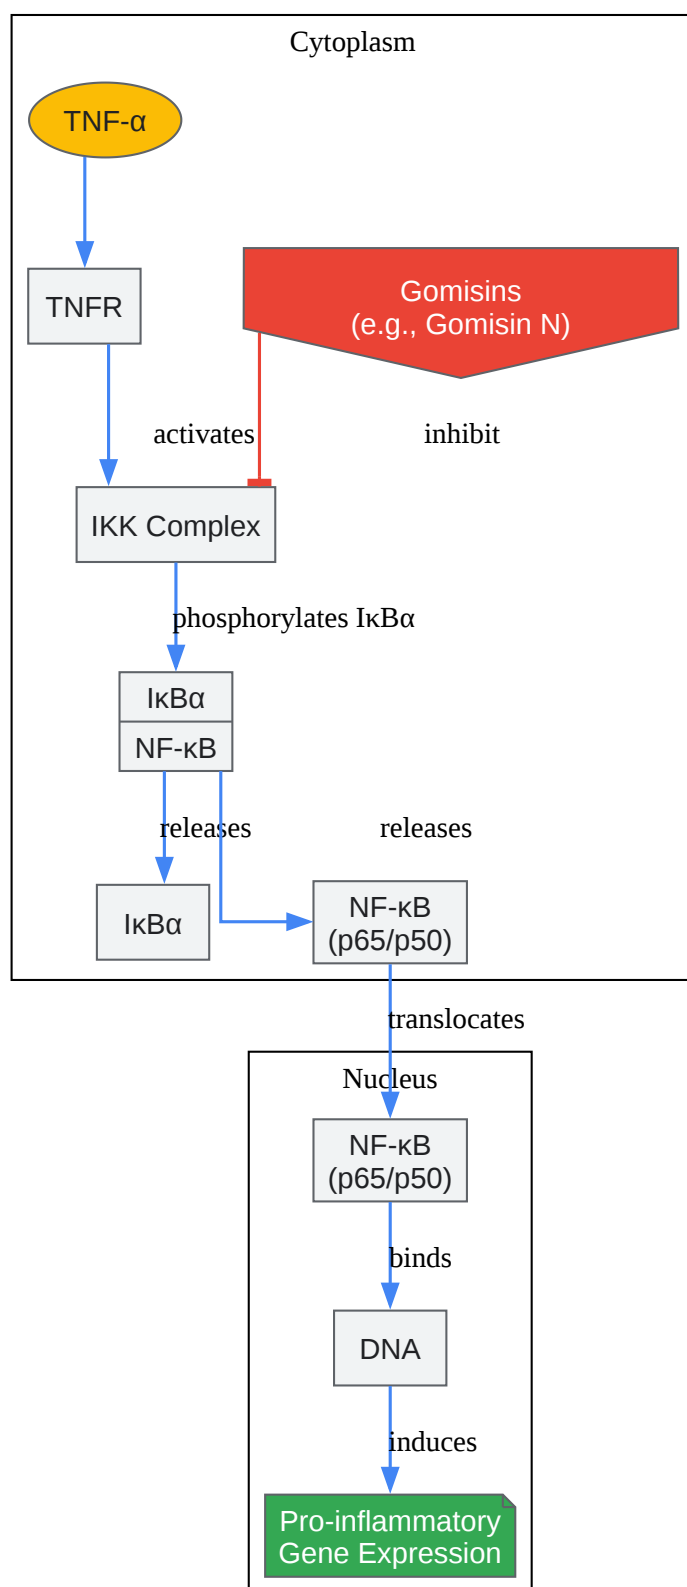 Cytoplasm
TNF-α
TNFR
Gomisins
(e.g., Gomisin N)
activates
inhibit
IKK Complex
phosphorylates IκBα
IκBα
NF-κB
releases
releases
IκBα
NF-κB
(p65/p50)
translocates
Nucleus
NF-κB
(p65/p50)
binds
DNA
induces
Pro-inflammatory
Gene Expression